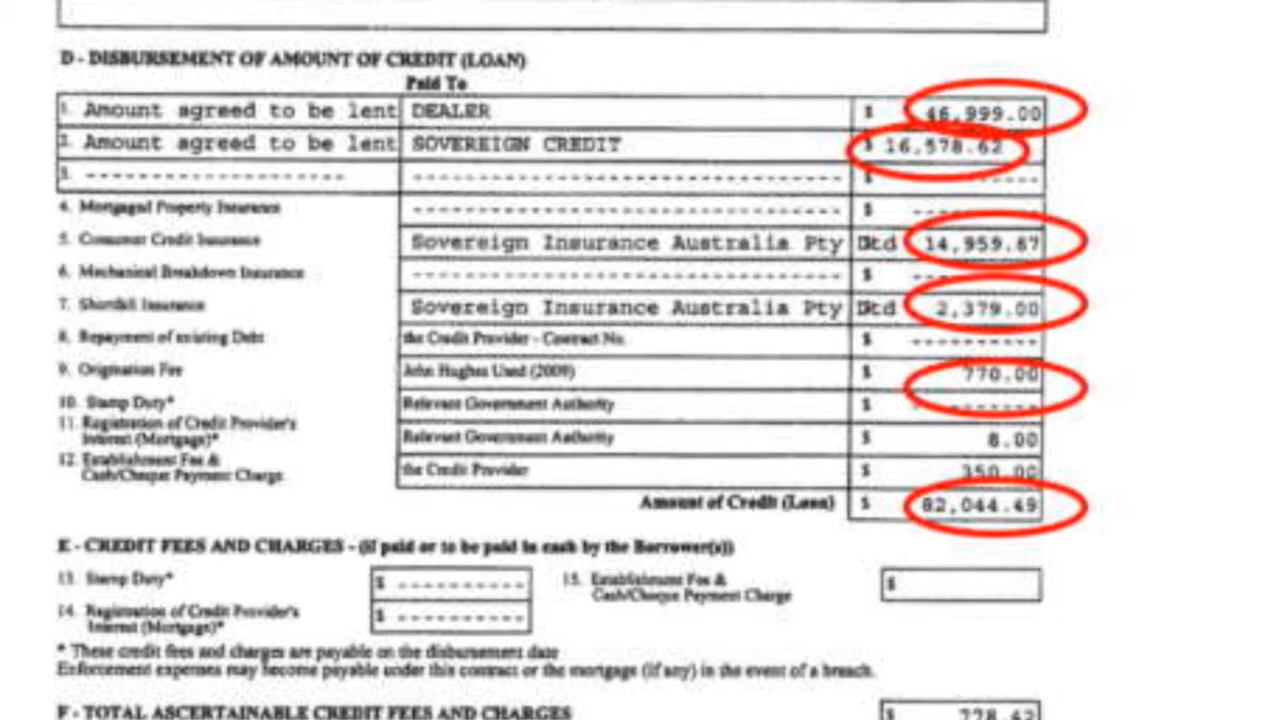 D - DISBURSEMENT OF AMOUNT OF CREDIT (LOAN)
Paid To
1. Amount agreed to be lent DEALER $ 46,999.00
2. Amount agreed to be lent SOVEREIGN CREDIT $ 16,578.62
3. -------------------- --------------------------------- $ ---------
4. Mortgaged Property Insurance --------------------------------- $ ---------
5. Consumer Credit Insurance Sovereign Insurance Australia Pty Ltd 14,959.87
6. Mechanical Breakdown Insurance --------------------------------- $ ---------
7. Shortfall Insurance Sovereign Insurance Australia Pty Ltd 2,379.00
8. Repayment of existing Debt the Credit Provider - Contract No. $ ----------
9. Origination Fee John Hughes Used (2009) $ 770.00
10. Stamp Duty* Relevant Government Authority $ ---------
11. Registration of Credit Provider's
Interest (Mortgage)* Relevant Government Authority $ 8.00
12. Establishment Fee &
Cash/Cheque Payment Charge the Credit Provider $ 350.00
Amount of Credit (Loan) $ 82,044.49
E - CREDIT FEES AND CHARGES - (if paid or to be paid in cash by the Borrower(s))
13. Stamp Duty* $ ---------- 15. Establishment Fee &
Cash/Cheque Payment Charge $
14. Registration of Credit Provider's
Interest (Mortgage)* $ ----------
* These credit fees and charges are payable on the disbursement date
Enforcement expenses may become payable under this contract or the mortgage (if any) in the event of a breach.
F - TOTAL ASCERTAINABLE CREDIT FEES AND CHARGES $ 778.42